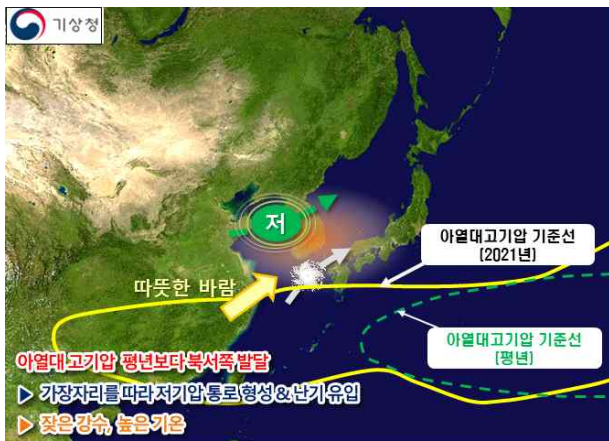 기상청
저
아열대고기압 기준선
(2021년)
따뜻한 바람
아열대고기압 기준선
(평년)
아열대 고기압 평년보다 북서쪽 발달
▶ 가장자리를 따라 저기압 통로 형성 & 난기 유입
▶ 잦은 강수, 높은 기온